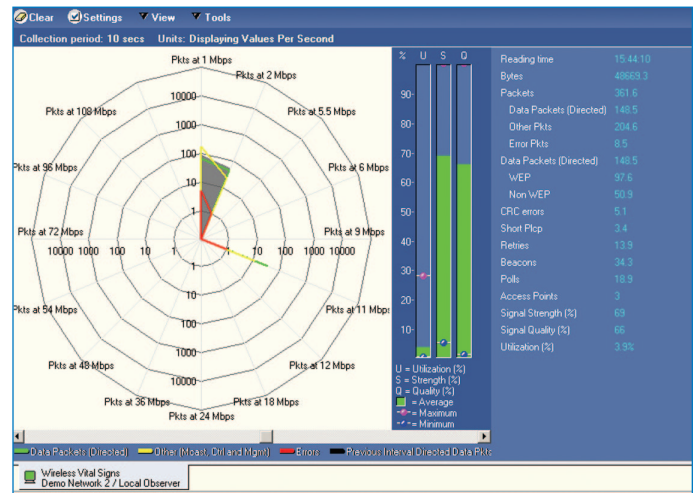 Clear Settings View Tools
Collection period: 10 secs Units: Displaying Values Per Second
Pkts at 1 Mbps
Pkts at 2 Mbps
Pkts at 5.5 Mbps
Pkts at 6 Mbps
Pkts at 9 Mbps
Pkts at 11 Mbps
Pkts at 12 Mbps
Pkts at 18 Mbps
Pkts at 24 Mbps
Pkts at 36 Mbps
Pkts at 48 Mbps
Pkts at 54 Mbps
Pkts at 72 Mbps
Pkts at 96 Mbps
Pkts at 108 Mbps
10000
1000
100
10
1
10000 1000 100 10 1 1 10 100 1000 10000
1
10
100
1000
10000
% U S Q
90
80
70
60
50
40
30
20
10
U = Utilization (%)
S = Strength (%)
Q = Quality (%)
= Average
= Maximum
= Minimum
Reading time 15:44:10
Bytes 48669.3
Packets 361.6
Data Packets (Directed) 148.5
Other Pkts 204.6
Error Pkts 8.5
Data Packets (Directed) 148.5
WEP 97.6
Non WEP 50.9
CRC errors 5.1
Short Plcp 3.4
Retries 13.9
Beacons 34.3
Polls 18.9
Access Points 3
Signal Strength (%) 69
Signal Quality (%) 66
Utilization (%) 3.9%
Data Packets (Directed) Other (Mcast, Ctrl and Mgmt) Errors Previous Interval Directed Data Pkts
Wireless Vital Signs
Demo Network 2 / Local Observer